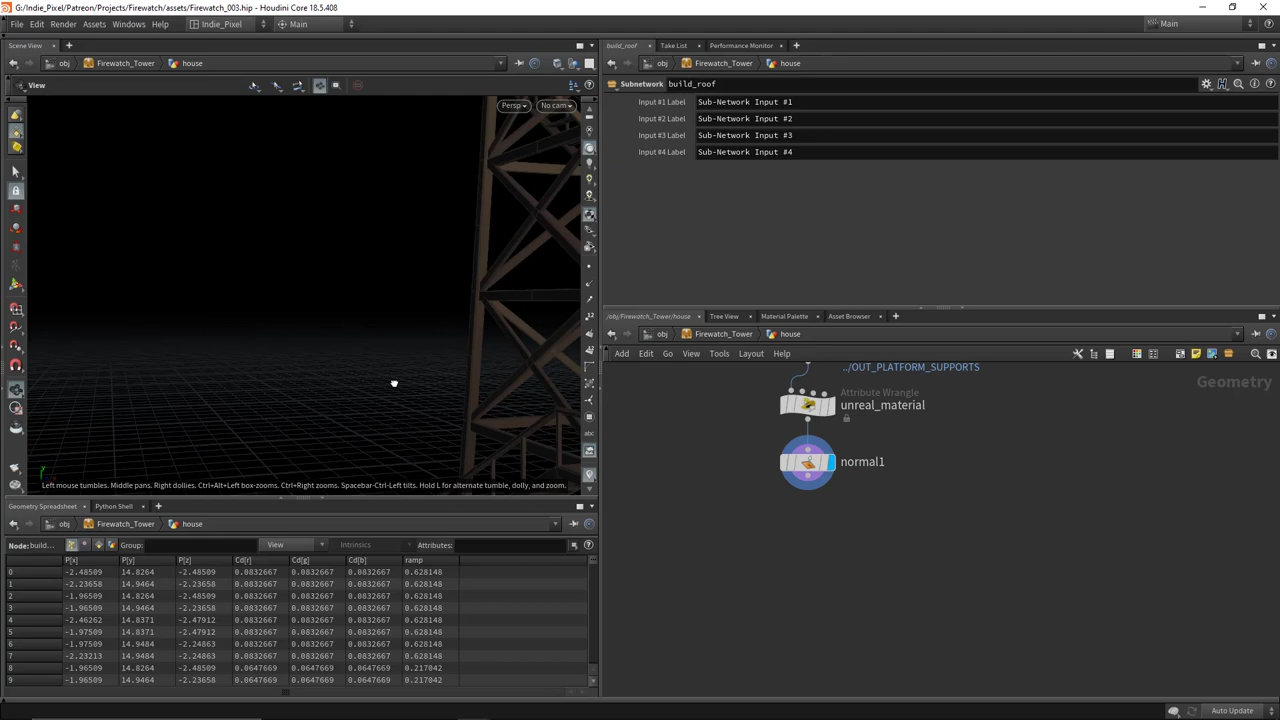 G:/Indie_Pixel/Patreon/Projects/Firewatch/assets/Firewatch_003.hip - Houdini Core 18.5.408
File Edit Render Assets Windows Help Indie_Pixel Main Main
Scene View
obj Firewatch_Tower house
View
Persp No cam
abc
y
Left mouse tumbles. Middle pans. Right dollies. Ctrl+Alt+Left box-zooms. Ctrl+Right zooms. Spacebar-Ctrl-Left tilts. Hold L for alternate tumble, dolly, and zoom.
Geometry Spreadsheet Python Shell
obj Firewatch_Tower house
Node: build... Group: View Intrinsics Attributes:
P[x] P[y] P[z] Cd[r] Cd[g] Cd[b] ramp
0 -2.48509 14.8264 -2.48509 0.0832667 0.0832667 0.0832667 0.628148
1 -2.23658 14.9464 -2.23658 0.0832667 0.0832667 0.0832667 0.628148
2 -1.96509 14.8264 -2.48509 0.0832667 0.0832667 0.0832667 0.628148
3 -1.96509 14.9464 -2.23658 0.0832667 0.0832667 0.0832667 0.628148
4 -2.46262 14.8371 -2.47912 0.0832667 0.0832667 0.0832667 0.628148
5 -1.97509 14.8371 -2.47912 0.0832667 0.0832667 0.0832667 0.628148
6 -1.97509 14.9484 -2.24863 0.0832667 0.0832667 0.0832667 0.628148
7 -2.23213 14.9484 -2.24863 0.0832667 0.0832667 0.0832667 0.628148
8 -1.96509 14.8264 -2.48509 0.0647669 0.0647669 0.0647669 0.217042
9 -1.96509 14.9464 -2.23658 0.0647669 0.0647669 0.0647669 0.217042
build_roof Take List Performance Monitor
obj Firewatch_Tower house
Subnetwork build_roof
Input #1 Label Sub-Network Input #1
Input #2 Label Sub-Network Input #2
Input #3 Label Sub-Network Input #3
Input #4 Label Sub-Network Input #4
/obj/Firewatch_Tower/house Tree View Material Palette Asset Browser
obj Firewatch_Tower house
Add Edit Go View Tools Layout Help
../OUT_PLATFORM_SUPPORTS
Geometry
Attribute Wrangle
unreal_material
normal1
Auto Update